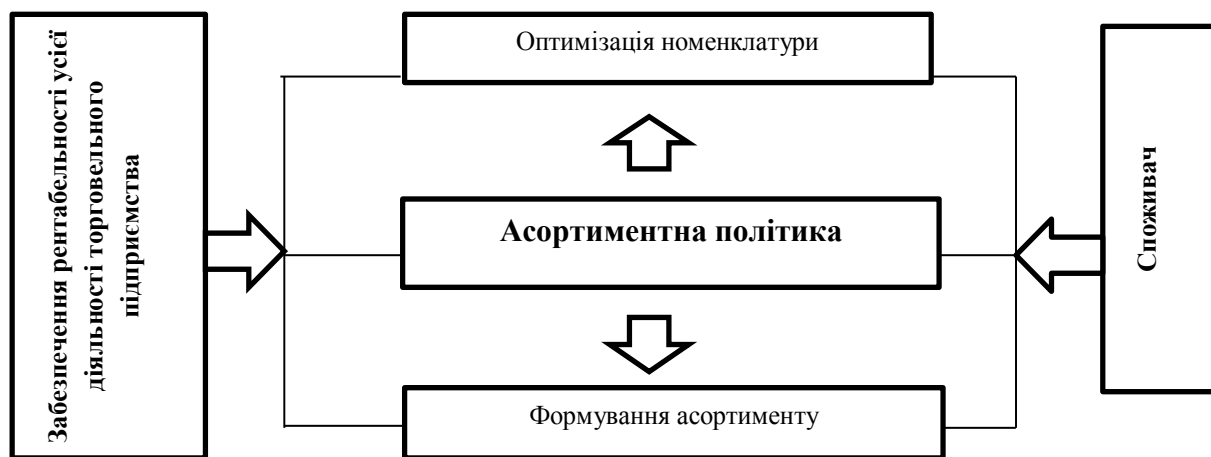 Забезпечення рентабельності усієї
діяльності торговельного
підприємства
Оптимізація номенклатури
Асортиментна політика
Формування асортименту
Споживач